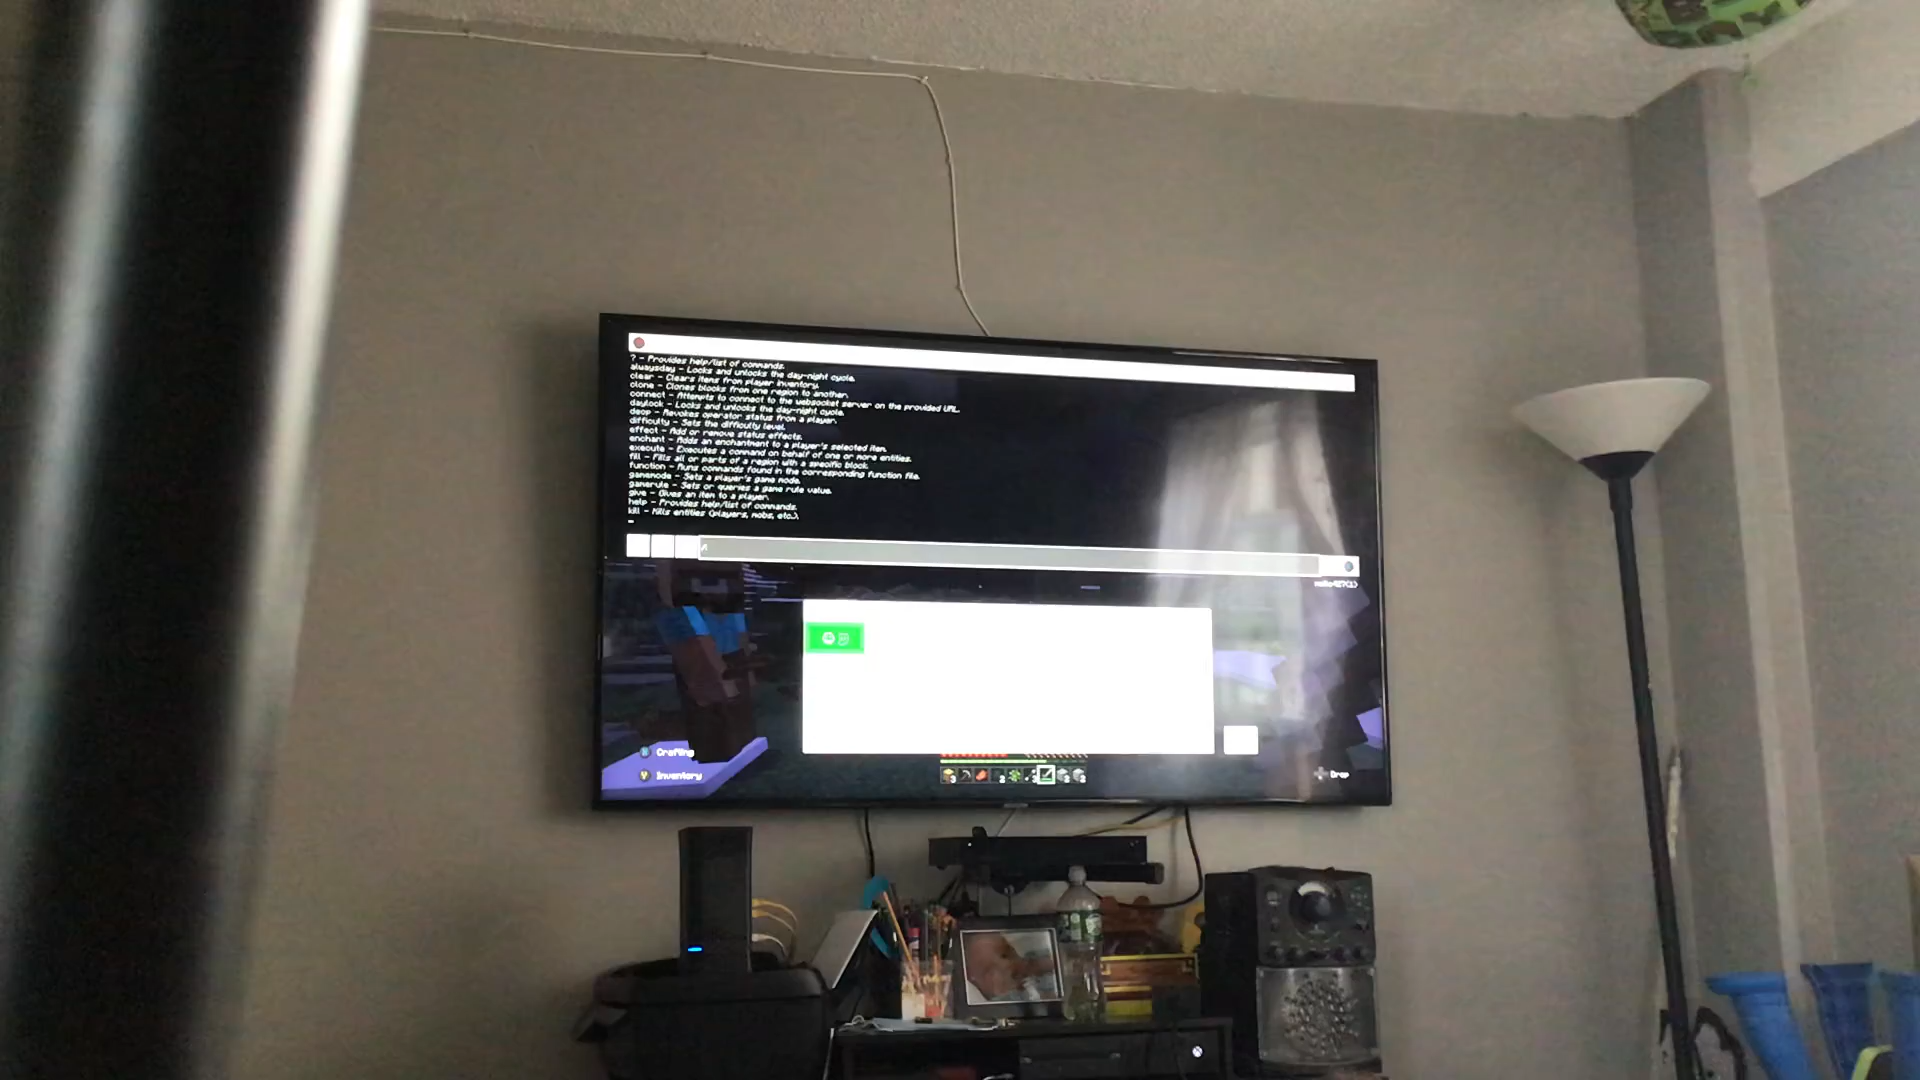 ? - Provides help/list of commands.
alwaysday - Locks and unlocks the day-night cycle.
clear - Clears items from player inventory.
clone - Clones blocks from one region to another.
connect - Attempts to connect to the websocket server on the provided URL.
daylock - Locks and unlocks the day-night cycle.
deop - Revokes operator status from a player.
difficulty - Sets the difficulty level.
effect - Add or remove status effects.
enchant - Adds an enchantment to a player's selected item.
execute - Executes a command on behalf of one or more entities.
fill - Fills all or parts of a region with a specific block.
function - Runs commands found in the corresponding function file.
gamemode - Sets a player's game mode.
gamerule - Sets or queries a game rule value.
give - Gives an item to a player.
help - Provides help/list of commands.
kill - Kills entities (players, mobs, etc.).
Crafting
Inventory
Drop